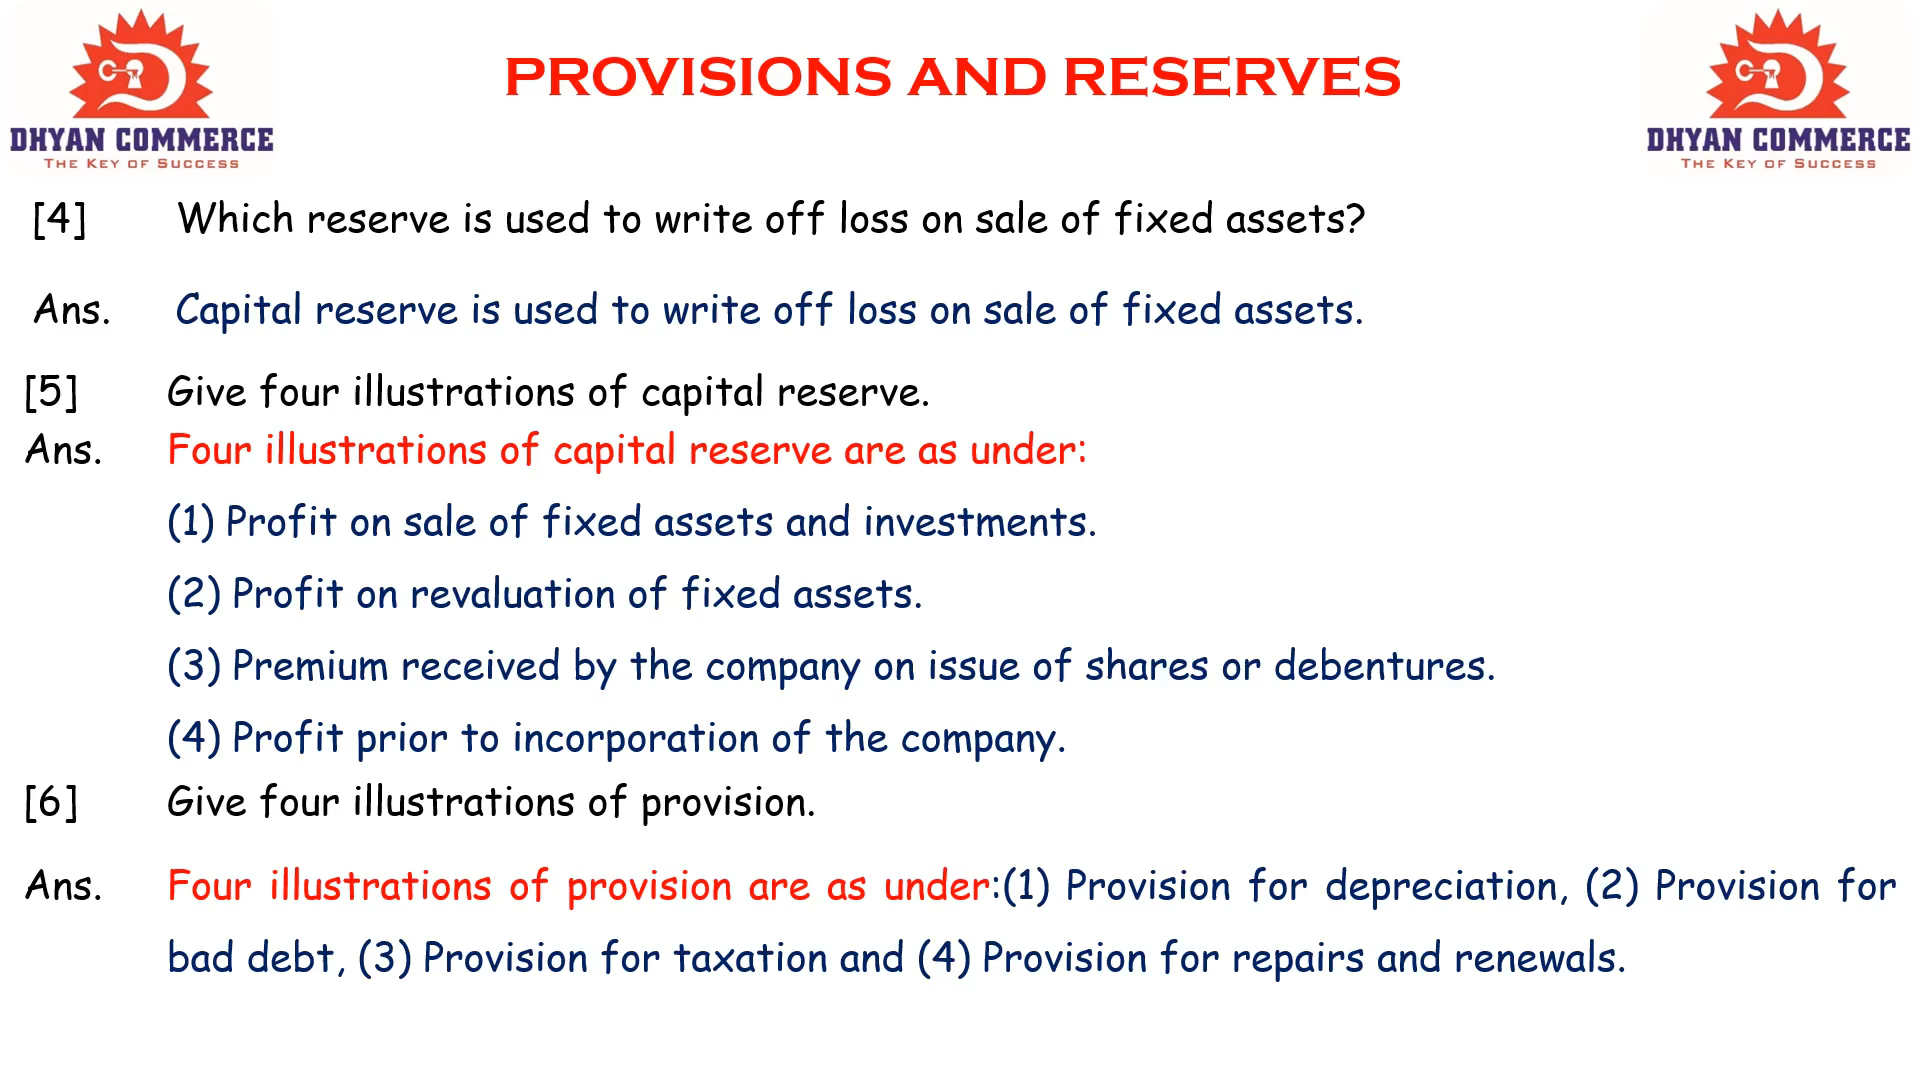 PROVISIONS AND RESERVES
DHYAN COMMERCE
THE KEY OF SUCCESS
DHYAN COMMERCE
THE KEY OF SUCCESS
[4] Which reserve is used to write off loss on sale of fixed assets?
Ans. Capital reserve is used to write off loss on sale of fixed assets.
[5] Give four illustrations of capital reserve.
Ans. Four illustrations of capital reserve are as under:
(1) Profit on sale of fixed assets and investments.
(2) Profit on revaluation of fixed assets.
(3) Premium received by the company on issue of shares or debentures.
(4) Profit prior to incorporation of the company.
[6] Give four illustrations of provision.
Ans. Four illustrations of provision are as under:(1) Provision for depreciation, (2) Provision for
bad debt, (3) Provision for taxation and (4) Provision for repairs and renewals.